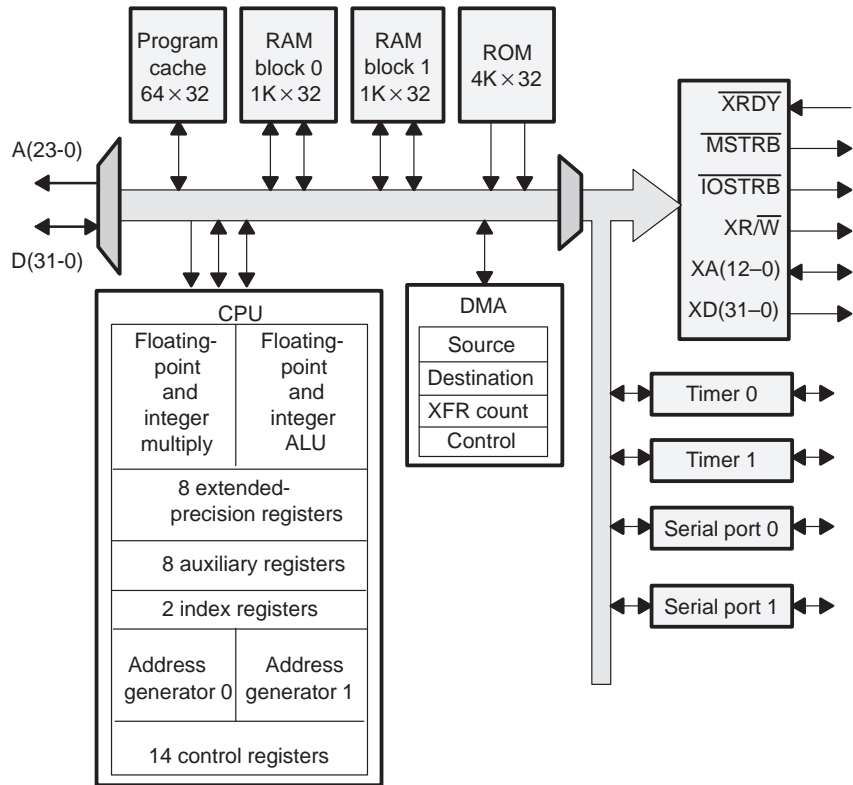 Program
cache
64 × 32
RAM
block 0
1K × 32
RAM
block 1
1K × 32
ROM
4K × 32
A(23-0)
D(31-0)
X̅R̅D̅Y̅
M̅S̅T̅R̅B̅
I̅O̅S̅T̅R̅B̅
XR/W̅
XA(12–0)
XD(31–0)
CPU
Floating-
point
and
integer
multiply
Floating-
point
and
integer
ALU
8 extended-
precision registers
8 auxiliary registers
2 index registers
Address
generator 0
Address
generator 1
14 control registers
DMA
Source
Destination
XFR count
Control
Timer 0
Timer 1
Serial port 0
Serial port 1